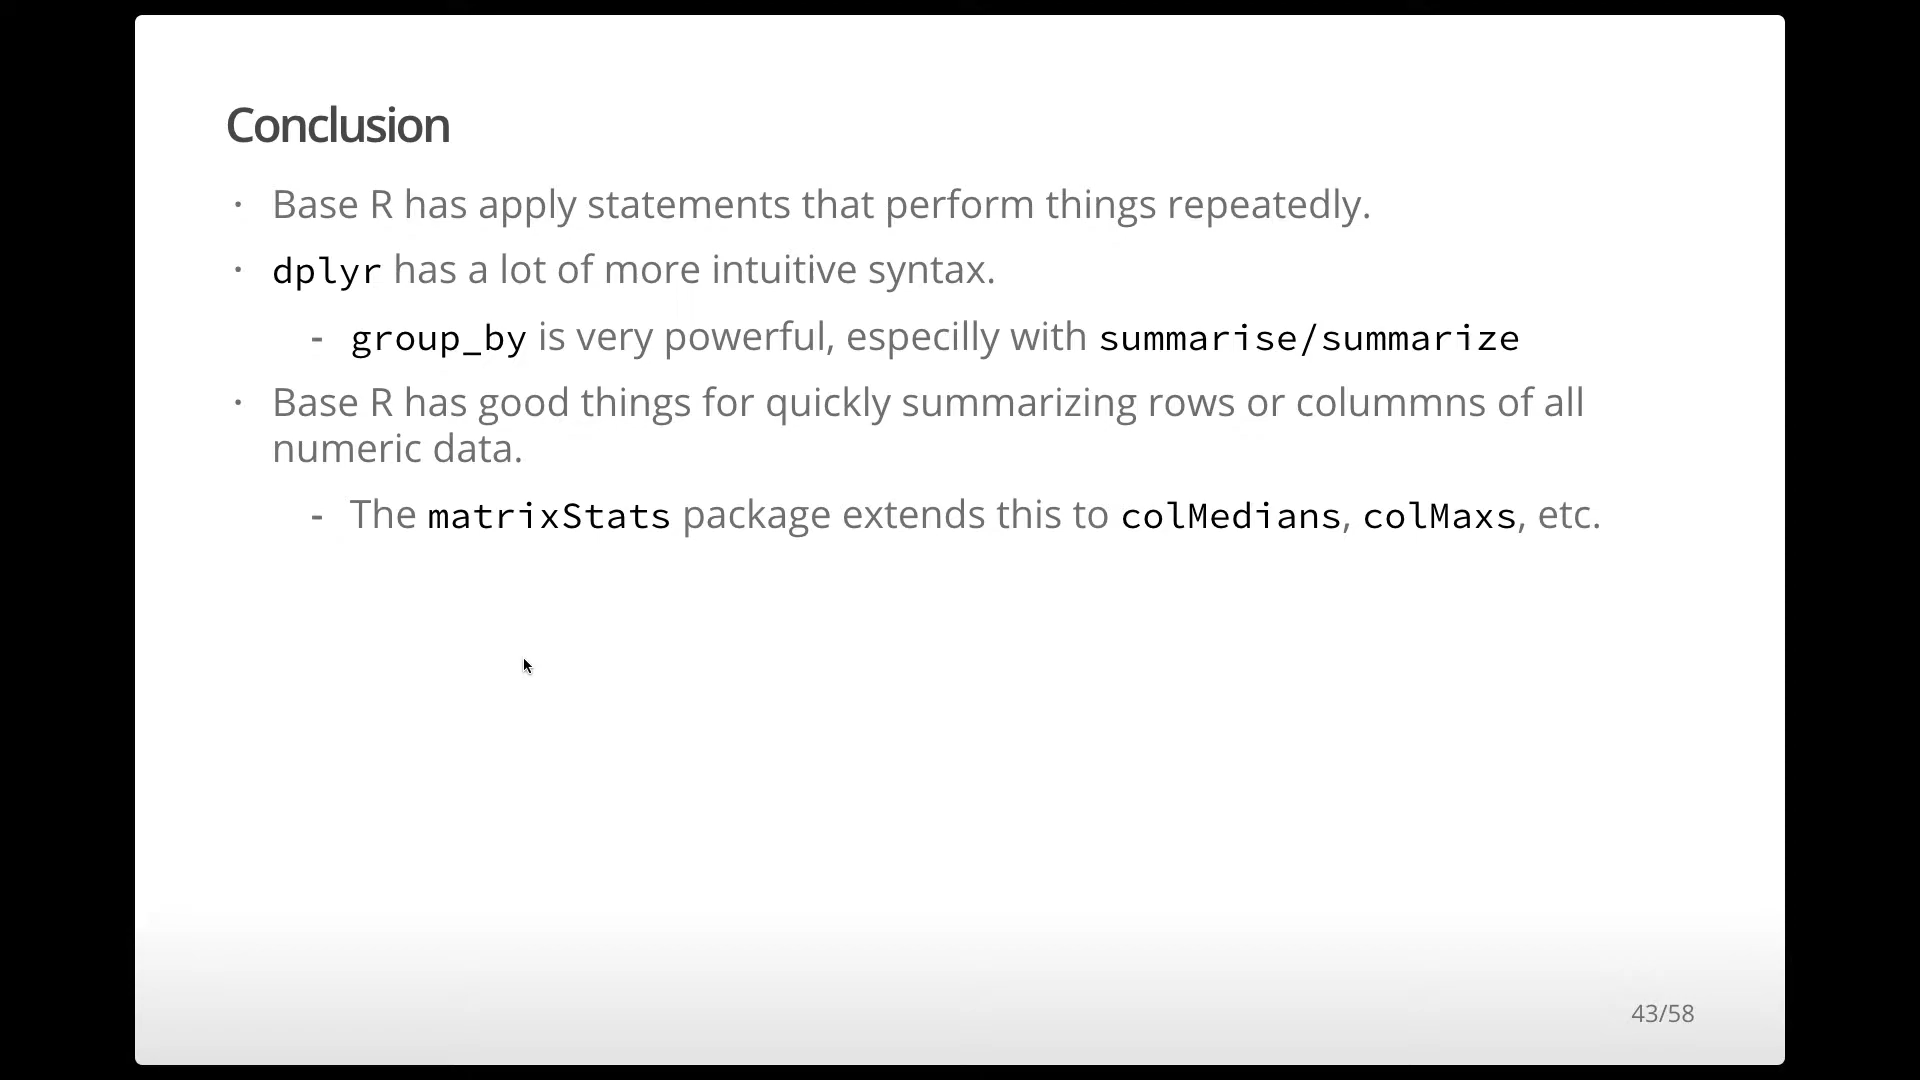 Conclusion
· Base R has apply statements that perform things repeatedly.
· dplyr has a lot of more intuitive syntax.
- group_by is very powerful, especilly with summarise/summarize
· Base R has good things for quickly summarizing rows or colummns of all
numeric data.
- The matrixStats package extends this to colMedians, colMaxs, etc.
43/58